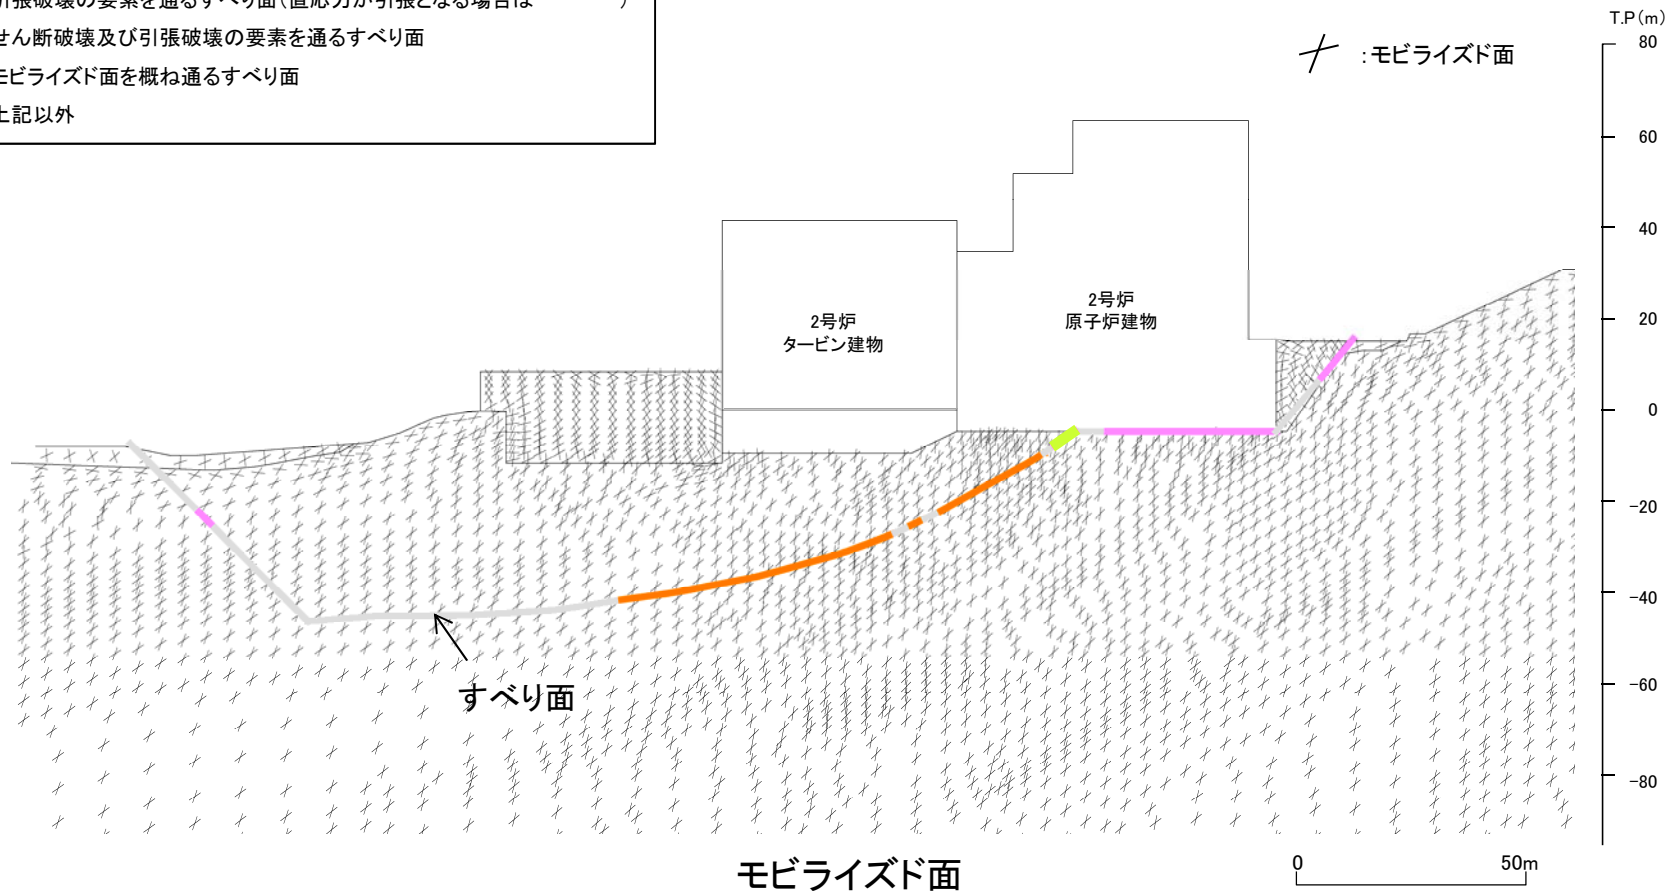 引張破壊の要素を通るすべり面(直応力が引張となる場合は　　　　)
せん断破壊及び引張破壊の要素を通るすべり面
モビライズド面を概ね通るすべり面
上記以外
:モビライズド面
T.P(m)
80
60
40
20
0
-20
-40
-60
-80
2号炉
タービン建物
2号炉
原子炉建物
すべり面
モビライズド面
0
50m